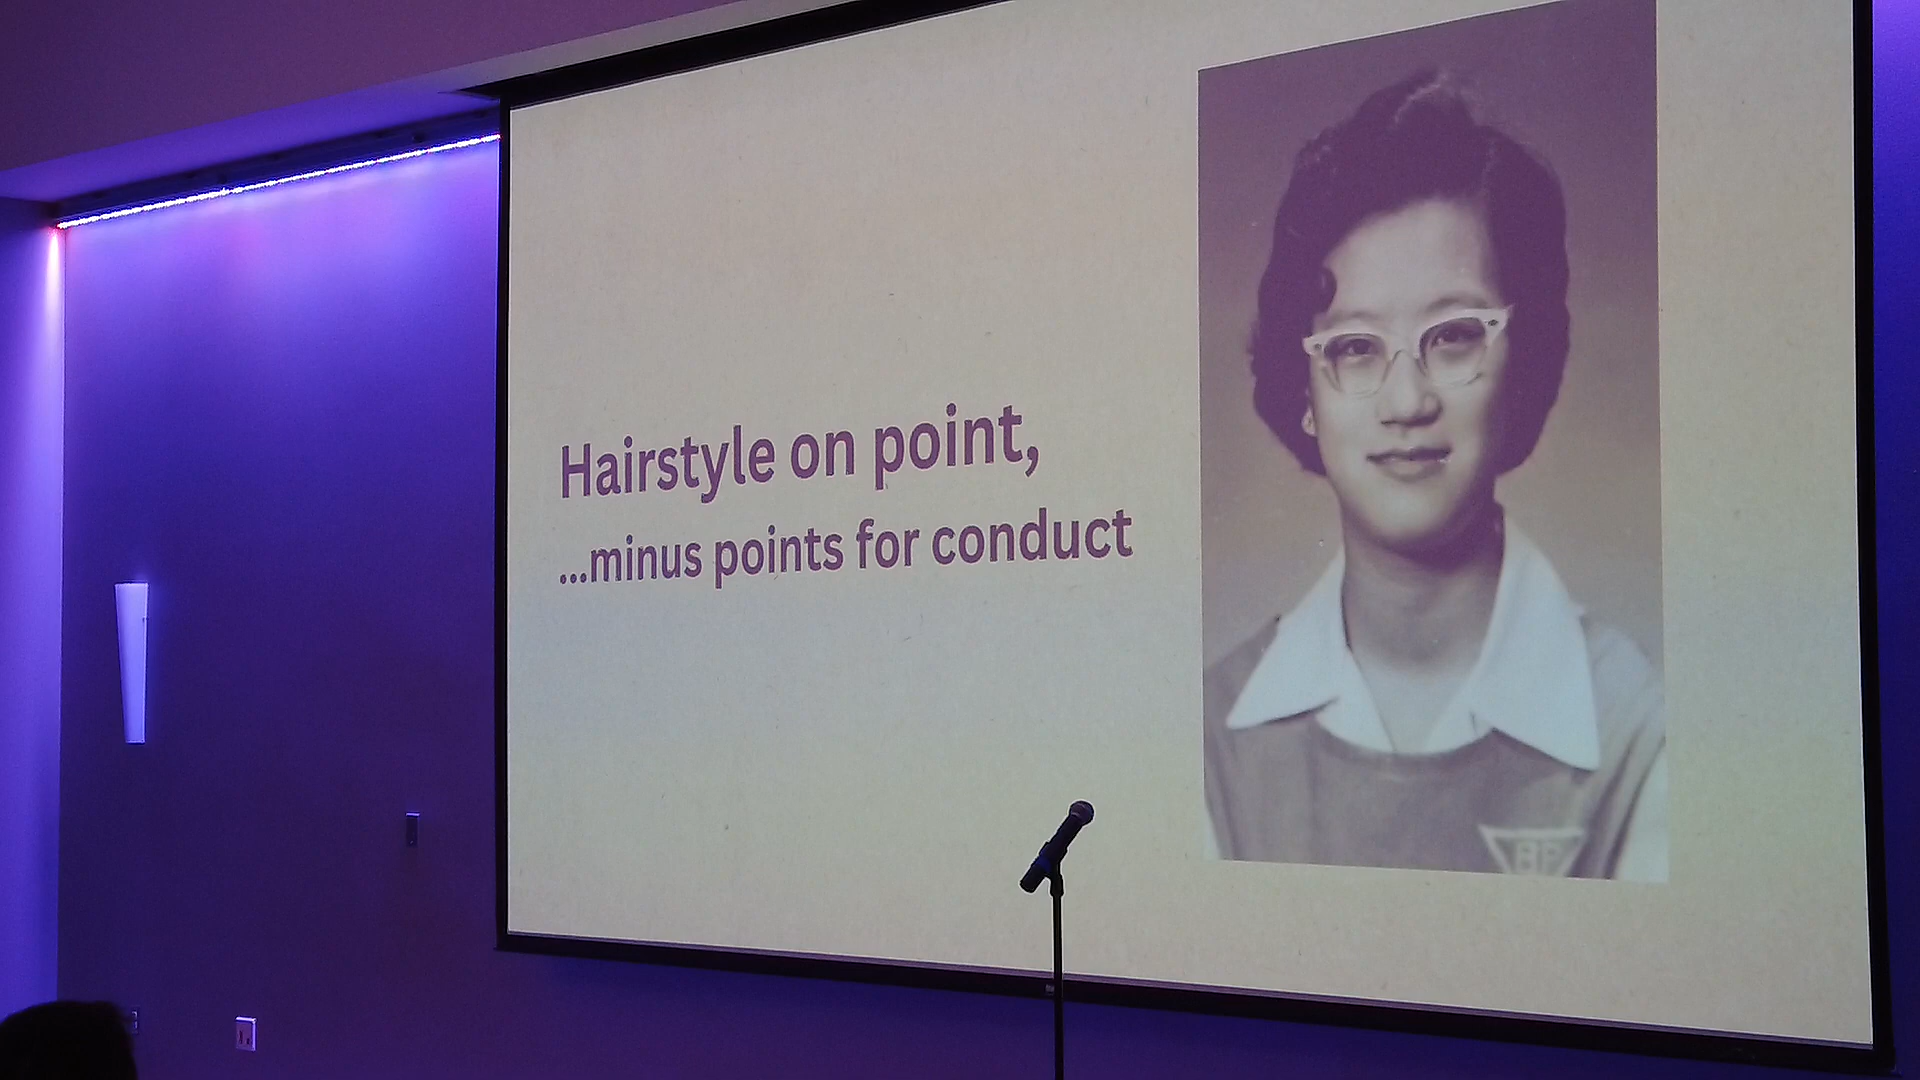 Hairstyle on point,
...minus points for conduct